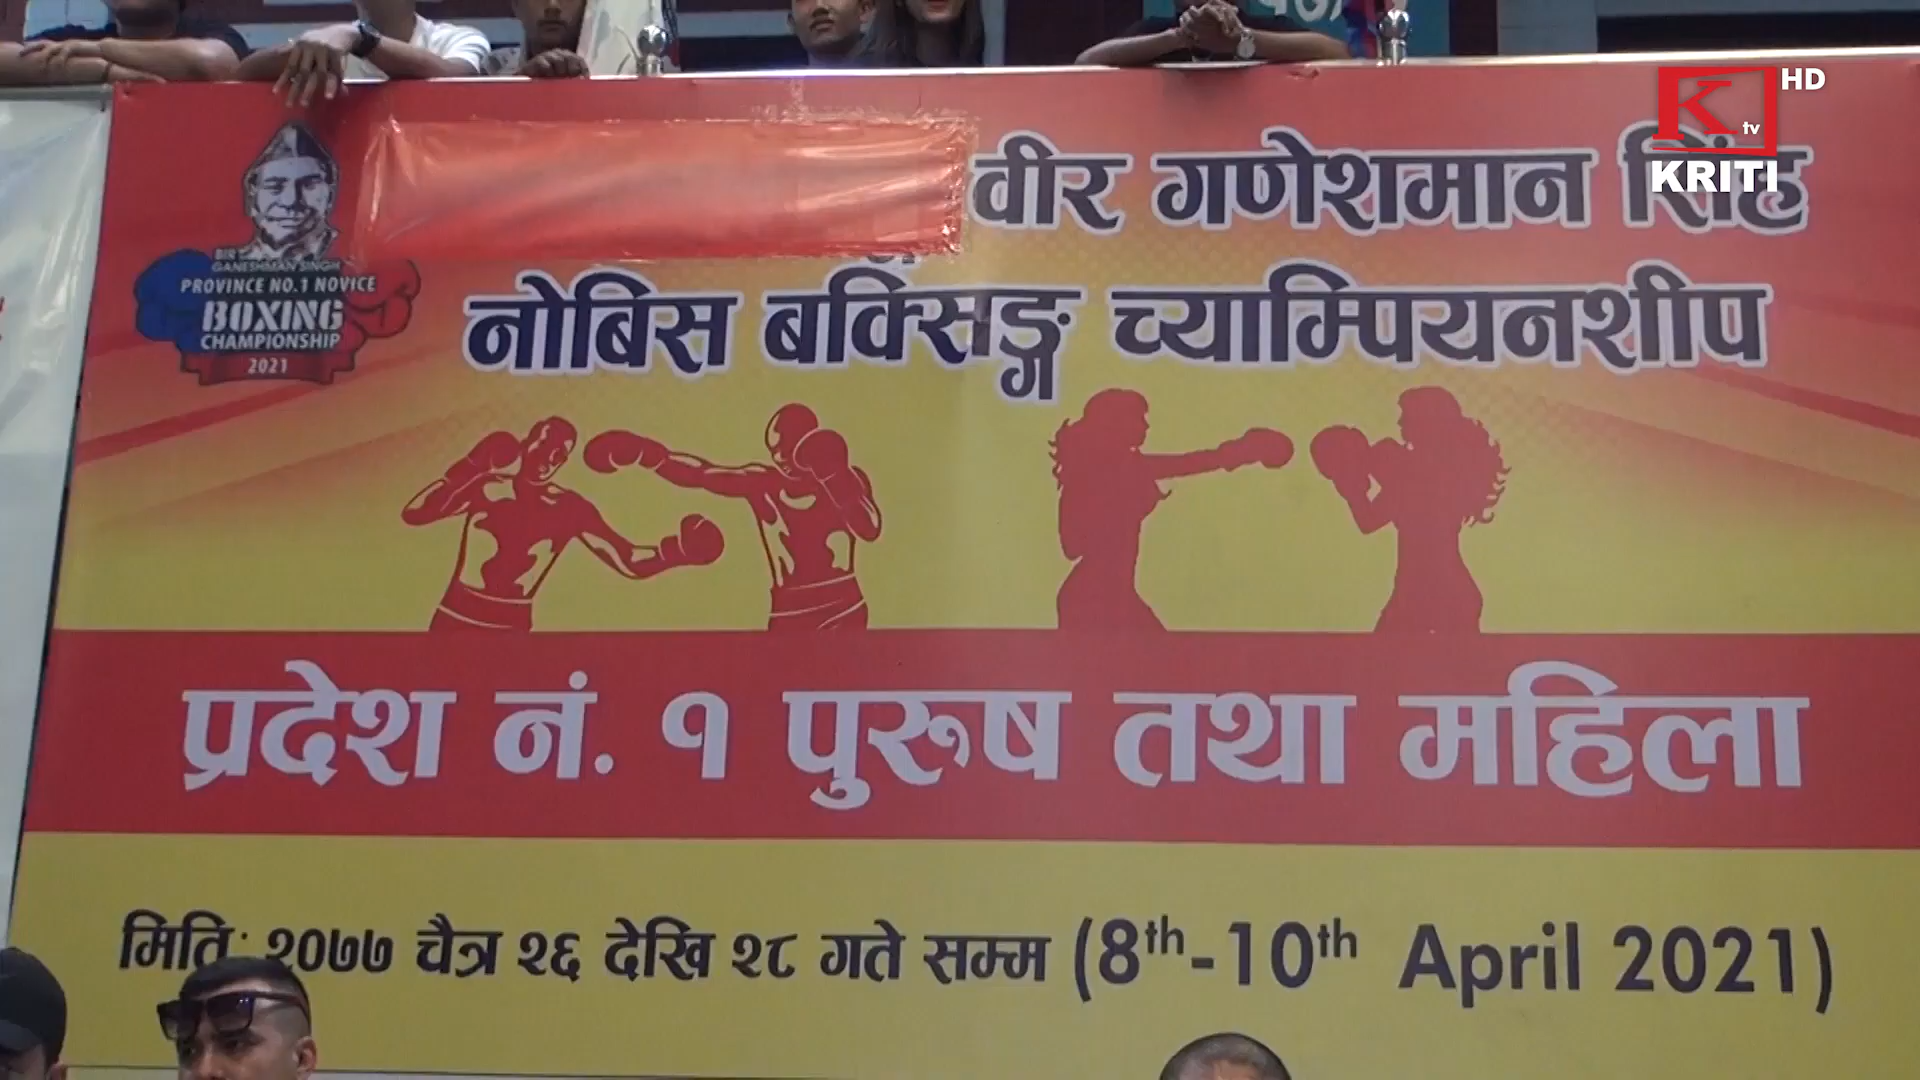 HD
K tv
KRITI
वीर गणेशमान सिंह
नोबिस बक्सिङ्ग च्याम्पियनशीप
BIR
GANESHMAN SINGH
PROVINCE NO.1 NOVICE
BOXING
CHAMPIONSHIP
2021
प्रदेश नं. १ पुरूष तथा महिला
मिति: २०७७ चैत्र २६ देखि २८ गते सम्म (8th-10th April 2021)